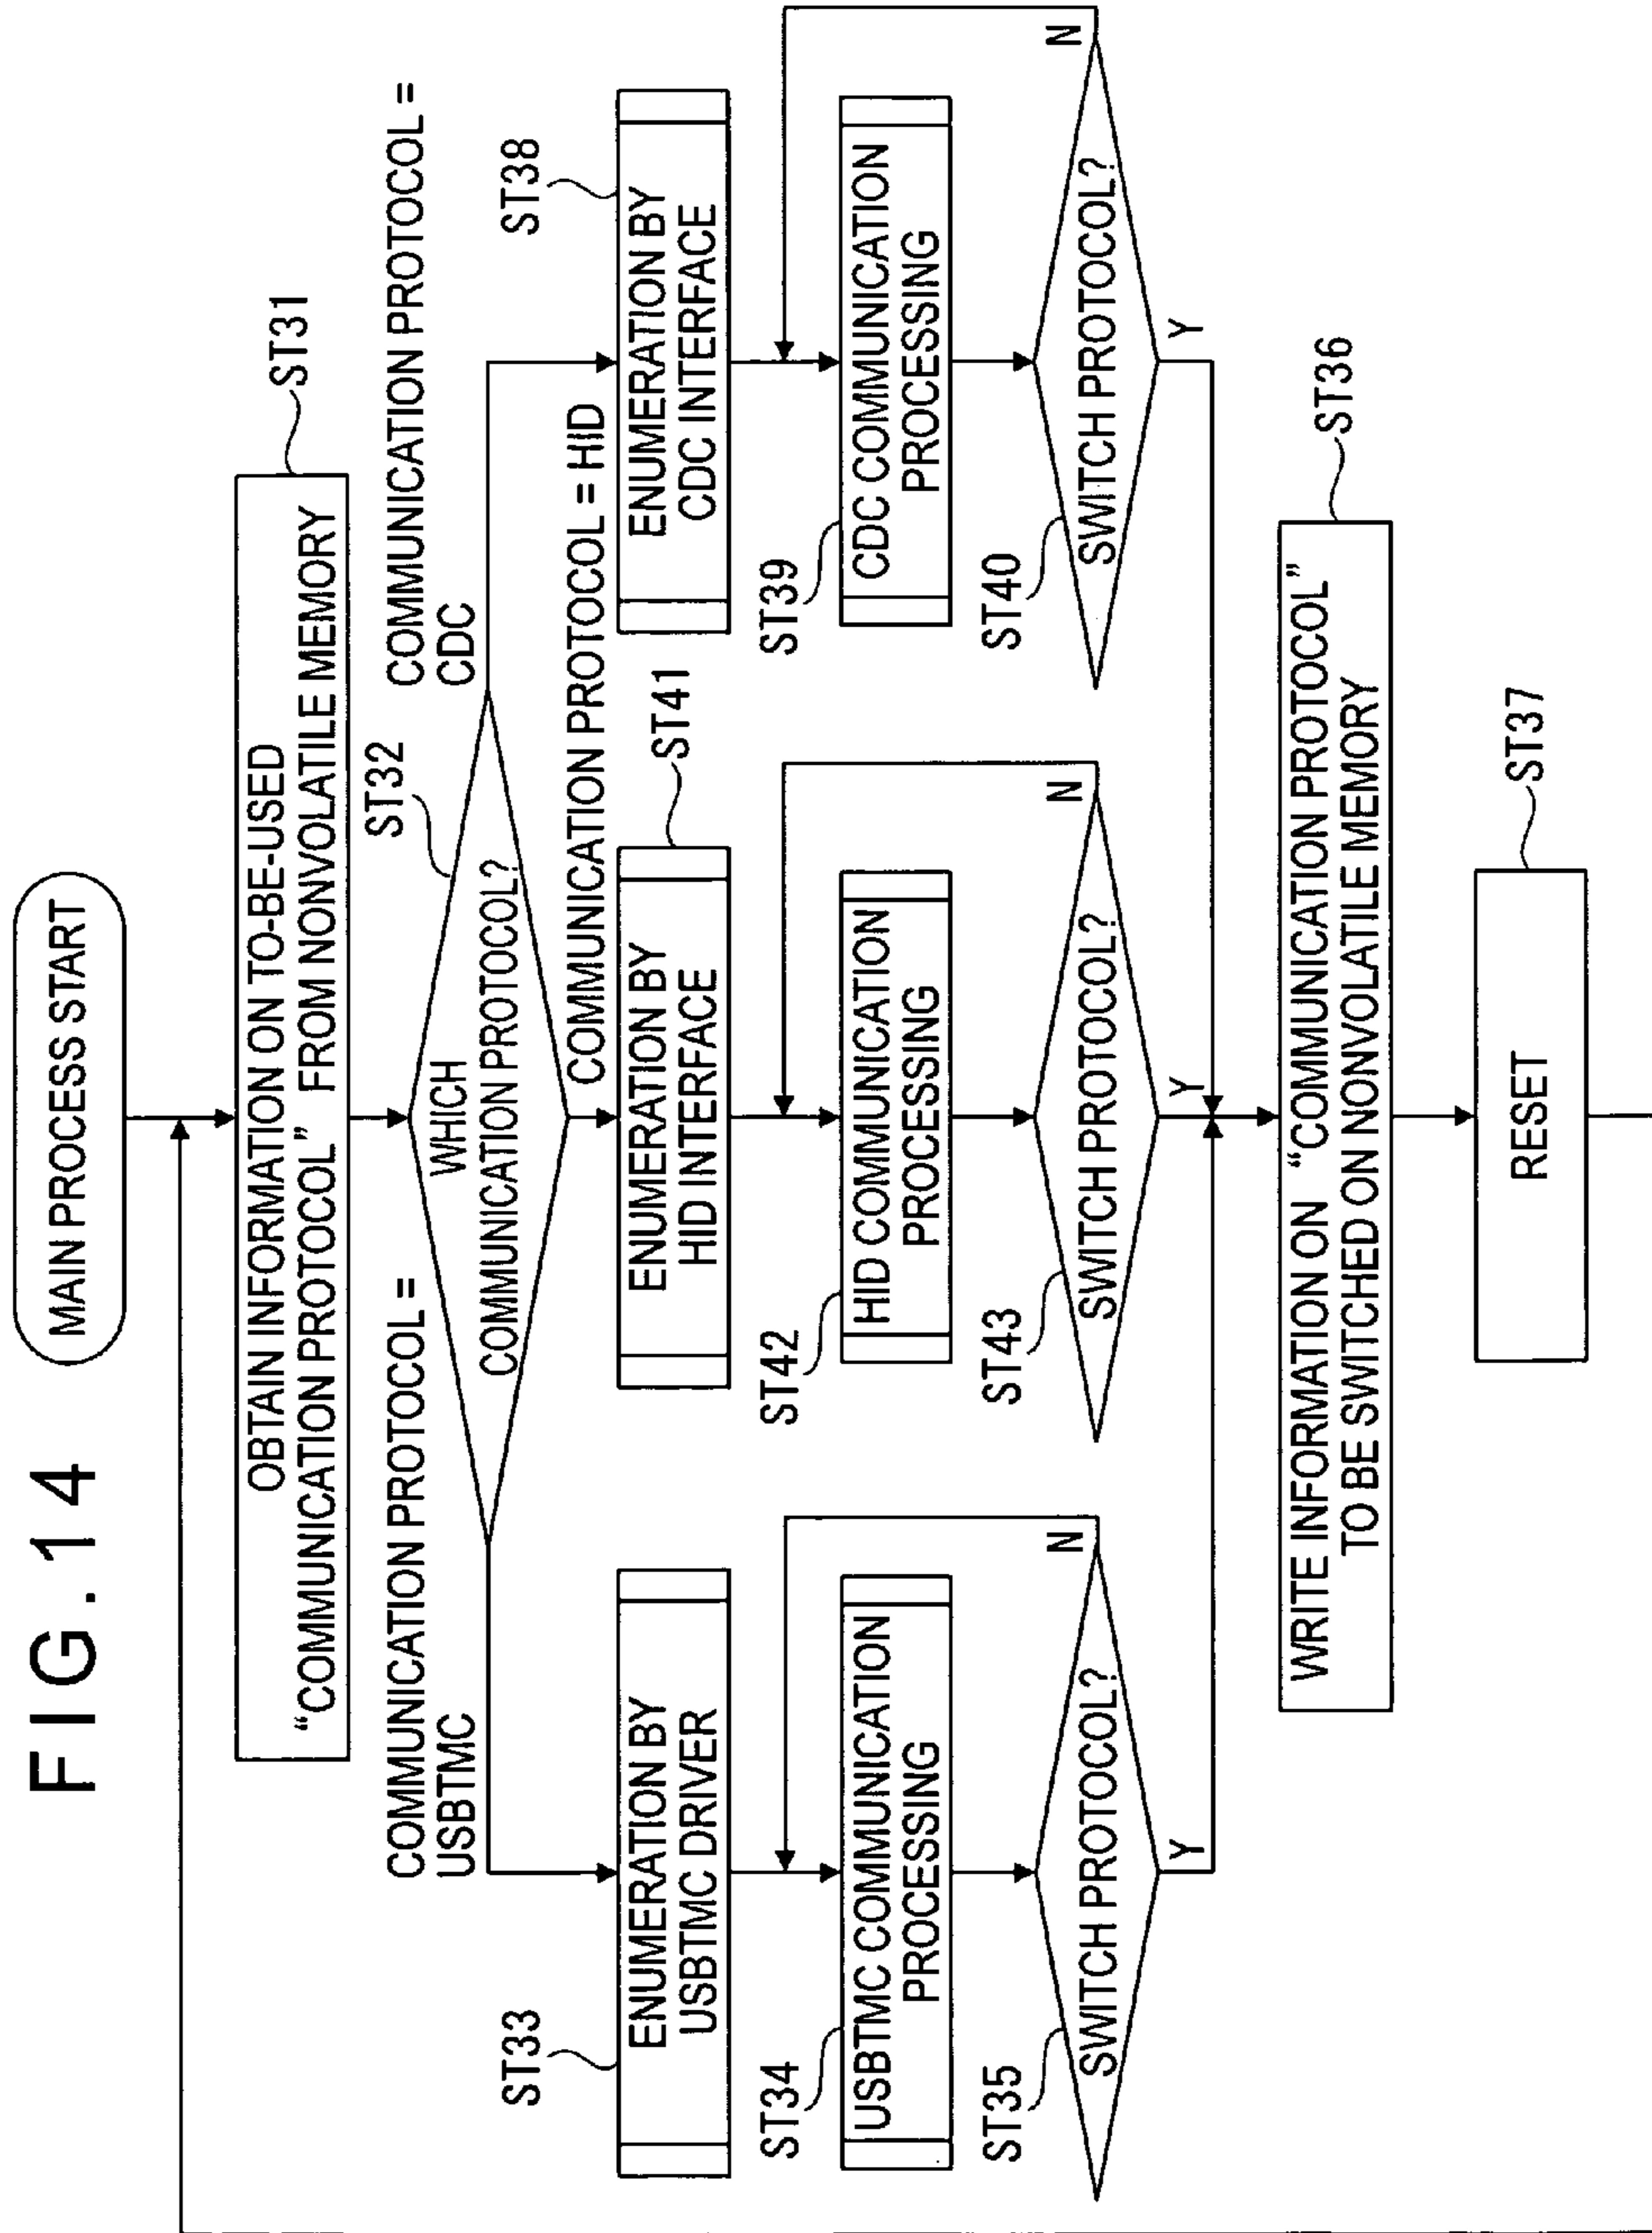 FIG.14
MAIN PROCESS START
OBTAIN INFORMATION ON TO-BE-USED
“COMMUNICATION PROTOCOL” FROM NONVOLATILE MEMORY
ST31
WHICH
COMMUNICATION PROTOCOL?
ST32
COMMUNICATION PROTOCOL =
USBTMC
COMMUNICATION PROTOCOL = HID
COMMUNICATION PROTOCOL =
CDC
ST33
ENUMERATION BY
USBTMC DRIVER
ENUMERATION BY
HID INTERFACE
ST41
ENUMERATION BY
CDC INTERFACE
ST38
ST34
USBTMC COMMUNICATION
PROCESSING
ST42
HID COMMUNICATION
PROCESSING
ST39
CDC COMMUNICATION
PROCESSING
ST35
SWITCH PROTOCOL?
N
Y
ST43
SWITCH PROTOCOL?
N
Y
ST40
SWITCH PROTOCOL?
N
Y
WRITE INFORMATION ON “COMMUNICATION PROTOCOL”
TO BE SWITCHED ON NONVOLATILE MEMORY
ST36
RESET
ST37